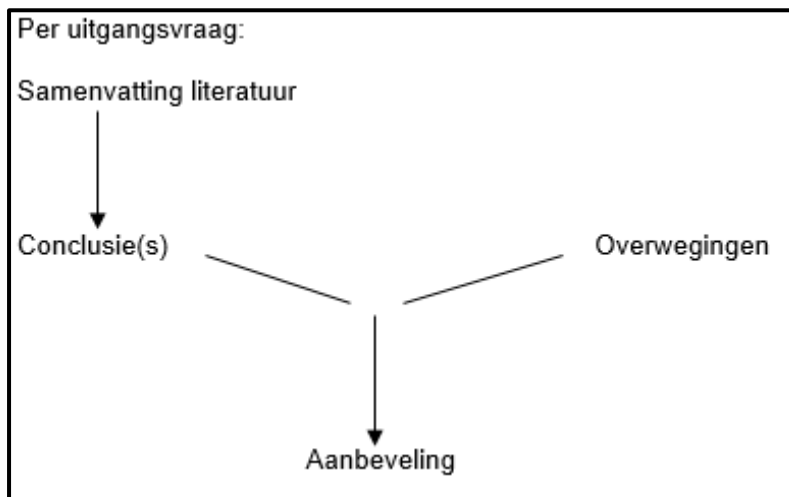 Per uitgangsvraag:
Samenvatting literatuur
Conclusie(s) Overwegingen
Aanbeveling